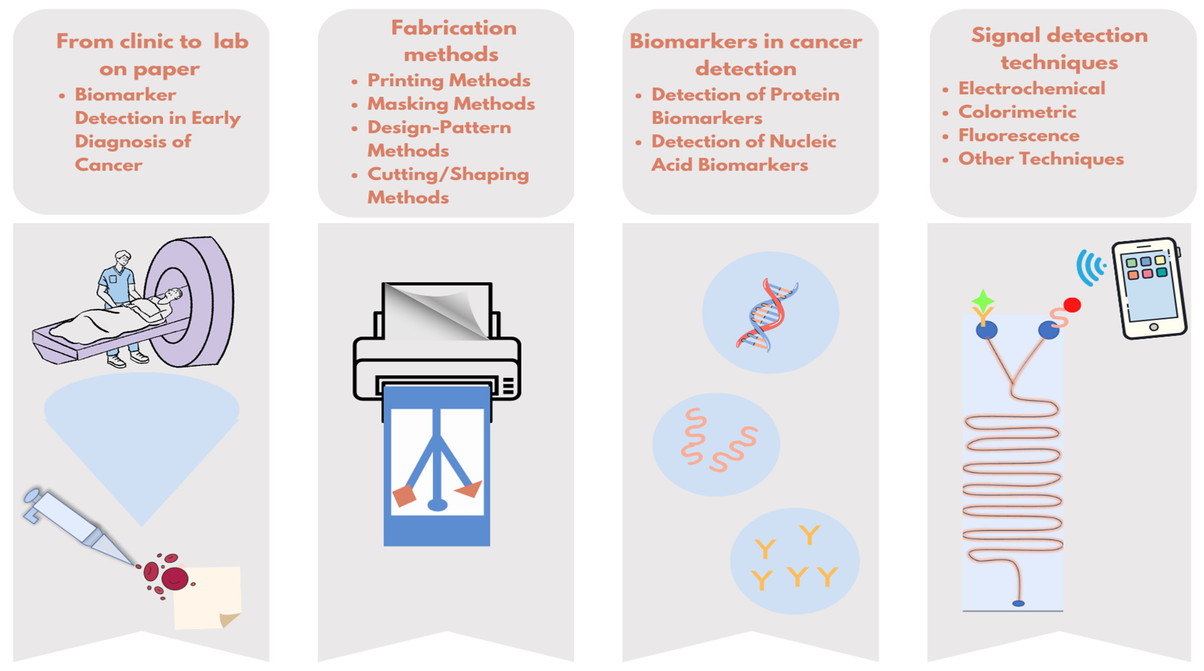 From clinic to lab
on paper
• Biomarker
Detection in Early
Diagnosis of
Cancer
Fabrication
methods
• Printing Methods
• Masking Methods
• Design-Pattern
Methods
• Cutting/Shaping
Methods
Biomarkers in cancer
detection
• Detection of Protein
Biomarkers
• Detection of Nucleic
Acid Biomarkers
Signal detection
techniques
• Electrochemical
• Colorimetric
• Fluorescence
• Other Techniques